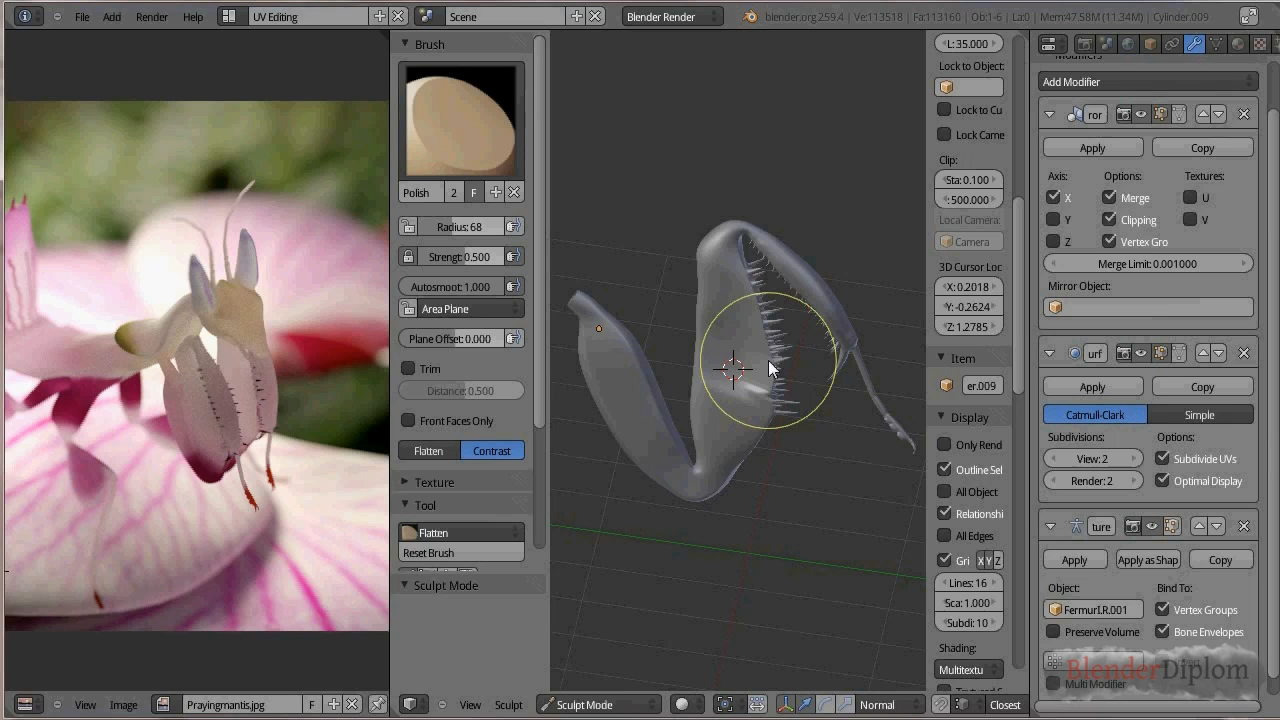 File Add Render Help UV Editing Scene Blender Render blender.org 259.4 | Ve:113518 | Fa:113160 | Ob:1-6 | La:0 | Mem:47.58M (11.34M) | Cylinder.009
Brush
Polish 2 F
Radius: 68
Strengt: 0.500
Autosmoot: 1.000
Area Plane
Plane Offset: 0.000
Trim
Distance: 0.500
Front Faces Only
Flatten Contrast
Texture
Tool
Flatten
Reset Brush
Sculpt Mode
L: 35.000
Lock to Object:
Lock to Cu
Lock Came
Clip:
Sta: 0.100
: 500.000
Local Camera:
Camera
3D Cursor Loc
X: 0.2018
Y: -0.2624
Z: 1.2785
Item
er.009
Display
Only Rend
Outline Sel
All Object
Relationshi
All Edges
Gri X Y Z
Lines: 16
Sca: 1.000
Subdi: 10
Shading:
Multitextu
Modifiers
Add Modifier
ror
Apply Copy
Axis: Options: Textures:
X Merge U
Y Clipping V
Z Vertex Gro
Merge Limit: 0.001000
Mirror Object:
urf
Apply Copy
Catmull-Clark Simple
Subdivisions: Options:
View: 2 Subdivide UVs
Render: 2 Optimal Display
ture
Apply Apply as Shap Copy
Object: Bind To:
FermurI.R.001 Vertex Groups
Preserve Volume Bone Envelopes
BlenderDiplom
Multi Modifier
View Image Prayingmantis.jpg F View Sculpt Sculpt Mode Normal Closest